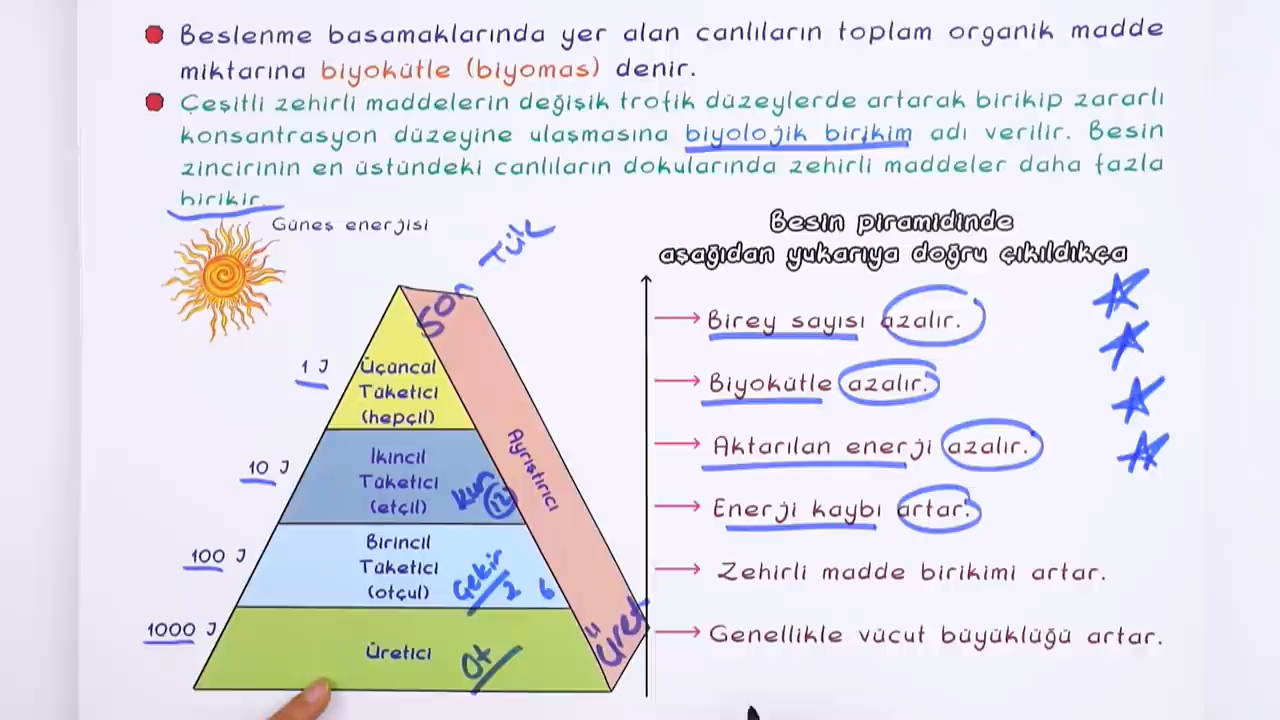 Beslenme basamaklarında yer alan canlıların toplam organik madde
miktarına biyokütle (biyomas) denir.
Çeşitli zehirli maddelerin değişik trofik düzeylerde artarak birikip zararlı
konsantrasyon düzeyine ulaşmasına biyolojik birikim adı verilir. Besin
zincirinin en üstündeki canlıların dokularında zehirli maddeler daha fazla
birikir.
Güneş enerjisi
Tük
Son
1 J
Üçüncül
Tüketici
(hepçil)
10 J
İkincil
Tüketici
(etçil)
Kur
12
100 J
Birincil
Tüketici
(otçul)
Çekir
2 6
1000 J
Üretici
Ot
Ayrıştırıcı
Üret
Besin piramidinde
aşağıdan yukarıya doğru çıkıldıkça
Birey sayısı azalır.
Biyokütle azalır.
Aktarılan enerji azalır.
Enerji kaybı artar.
Zehirli madde birikimi artar.
Genellikle vücut büyüklüğü artar.